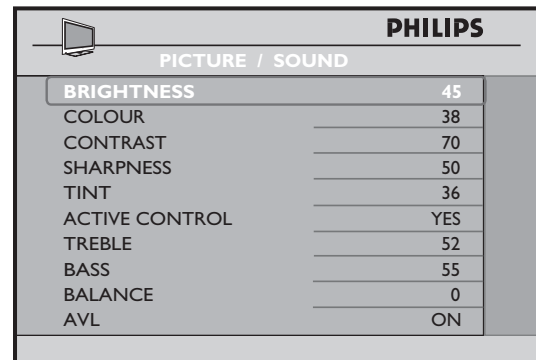 PHILIPS
PICTURE / SOUND
BRIGHTNESS 45
COLOUR 38
CONTRAST 70
SHARPNESS 50
TINT 36
ACTIVE CONTROL YES
TREBLE 52
BASS 55
BALANCE 0
AVL ON